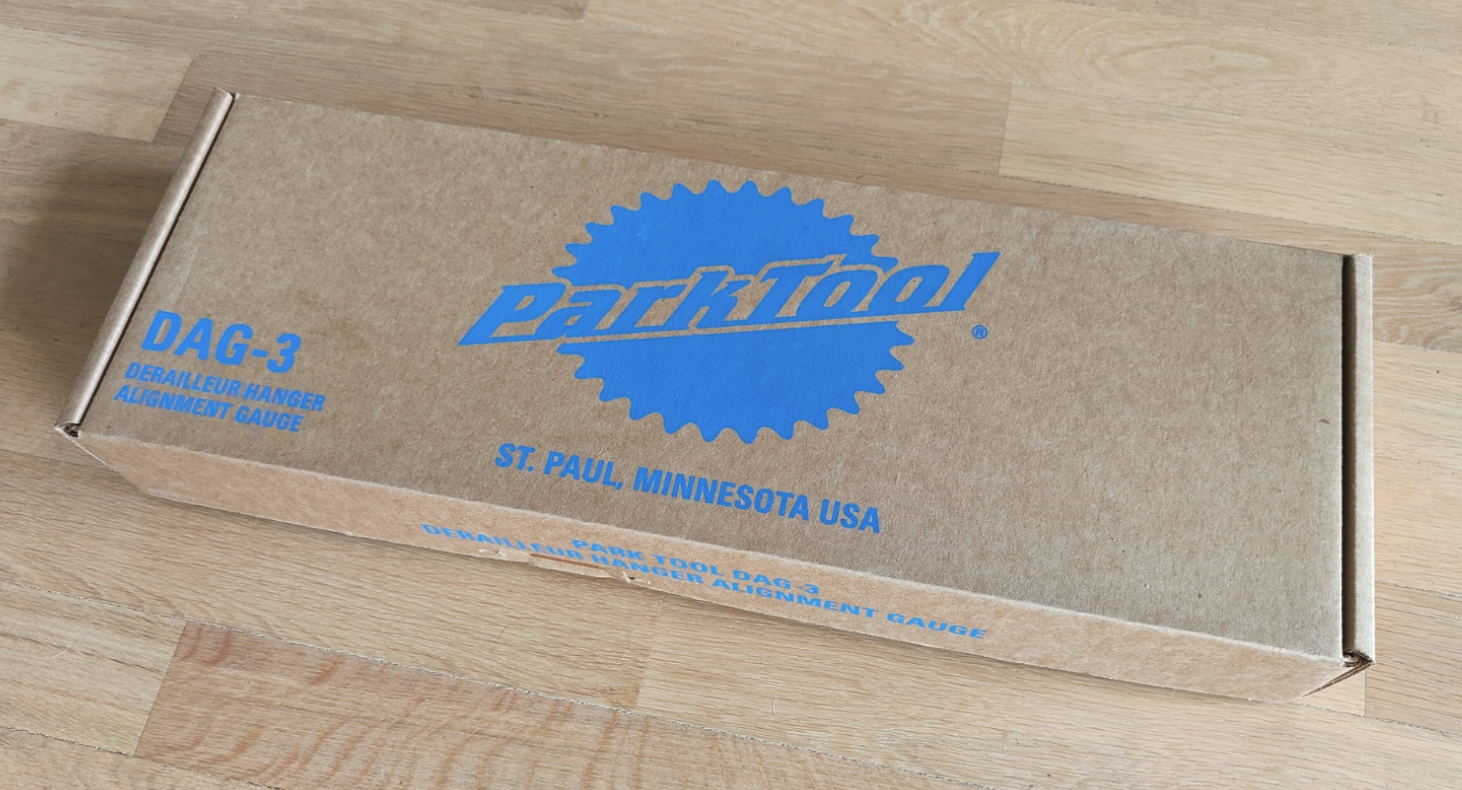 ParkTool®
DAG-3
DERAILLEUR HANGER
ALIGNMENT GAUGE
ST. PAUL, MINNESOTA USA
PARK TOOL DAG-3
DERAILLEUR HANGER ALIGNMENT GAUGE